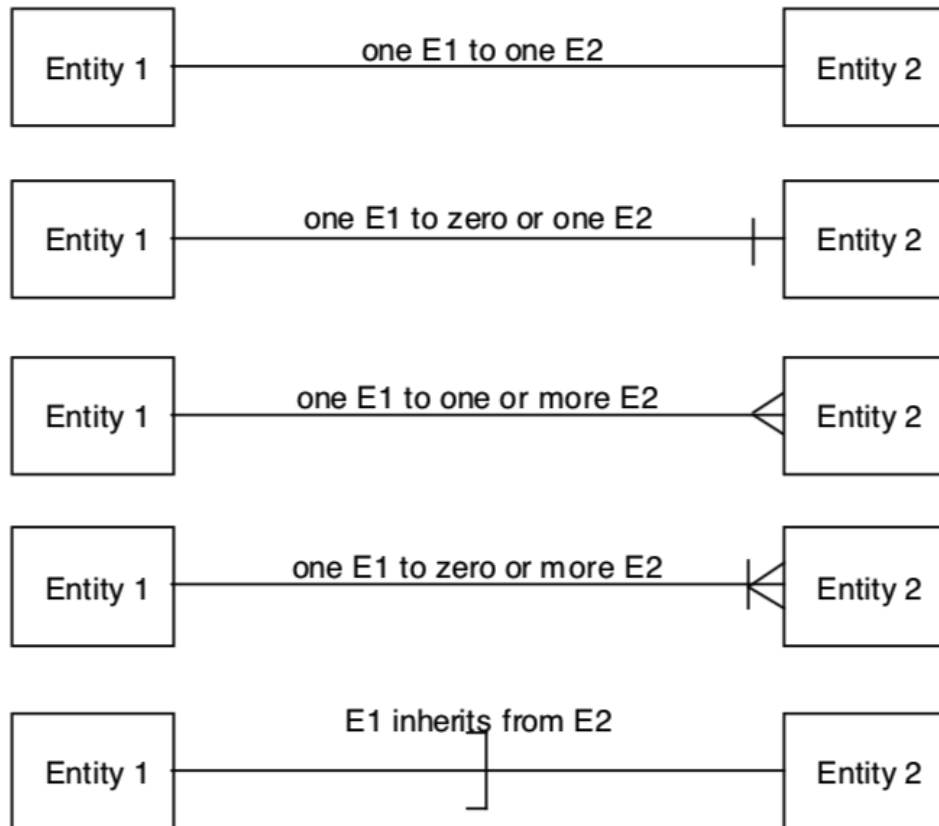 one E1 to one E2
Entity 1
Entity 2
one E1 to zero or one E2
Entity 1
Entity 2
one E1 to one or more E2
Entity 1
Entity 2
one E1 to zero or more E2
Entity 1
Entity 2
E1 inherits from E2
Entity 1
Entity 2